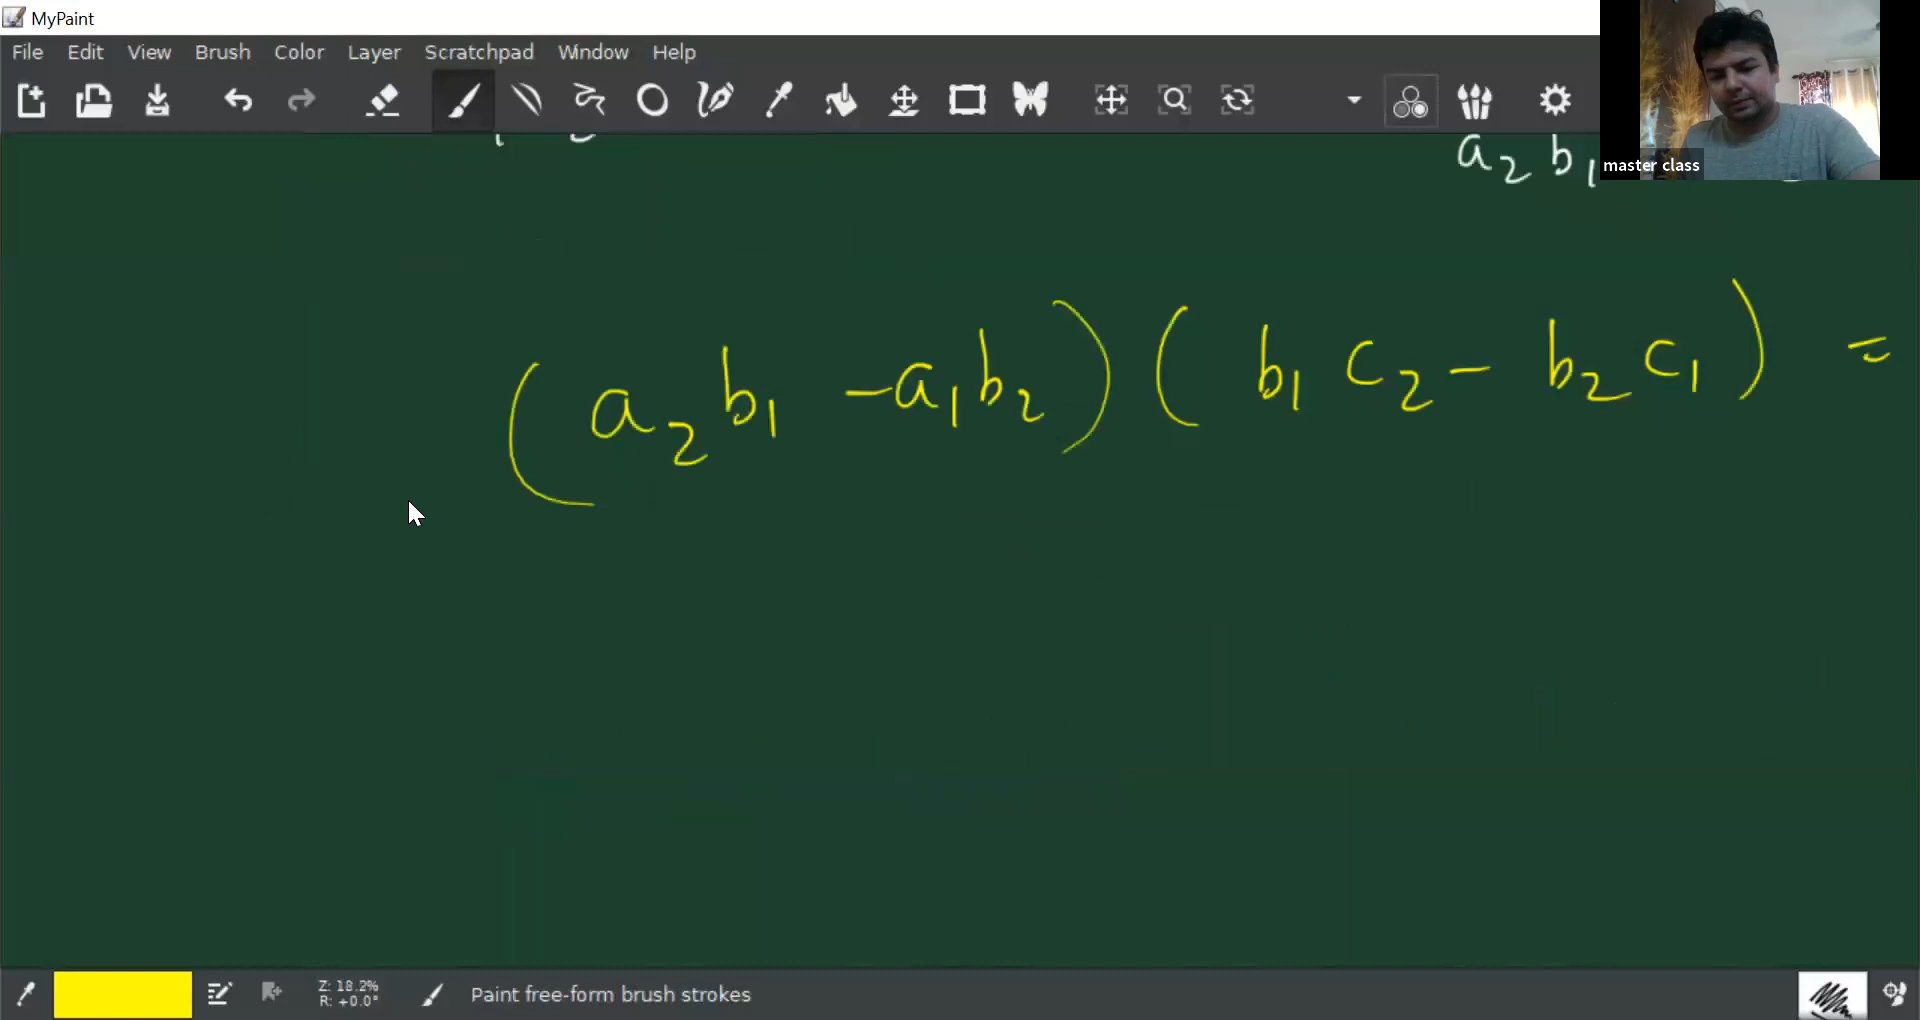 MyPaint
File Edit View Brush Color Layer Scratchpad Window Help
master class
a₂ b₁
(a₂b₁ - a₁b₂) (b₁c₂ - b₂c₁) =
Z: 18.2%
R: +0.0°
Paint free-form brush strokes